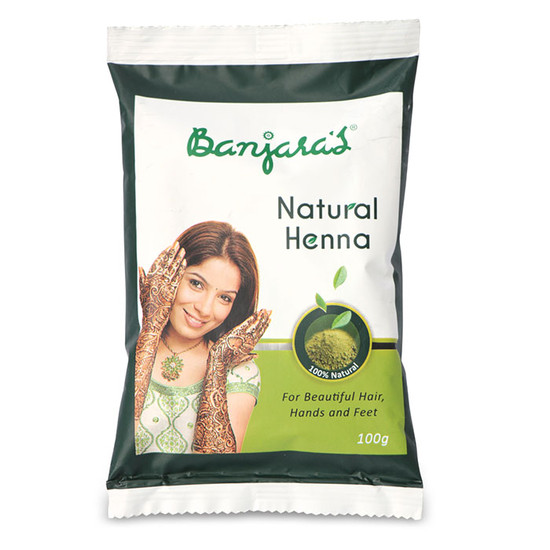 Banjara's®
Natural
Henna
100% Natural
For Beautiful Hair,
Hands and Feet
100g